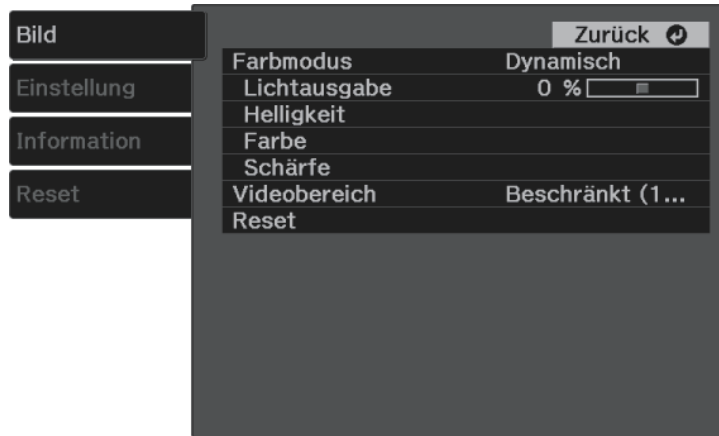 Bild
Einstellung
Information
Reset
Zurück
Farbmodus Dynamisch
Lichtausgabe 0 %
Helligkeit
Farbe
Schärfe
Videobereich Beschränkt (1...
Reset